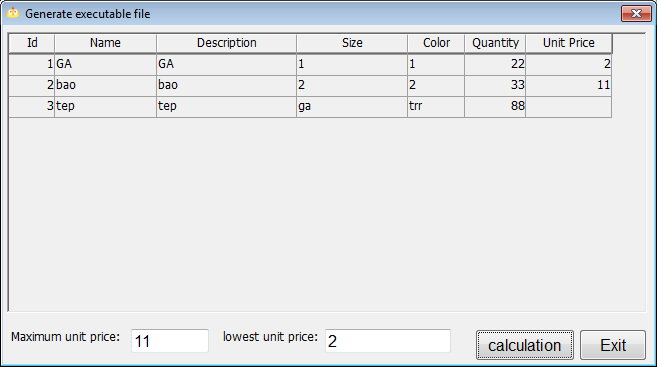 Generate executable file
Id Name Description Size Color Quantity Unit Price
1 GA GA 1 1 22 2
2 bao bao 2 2 33 11
3 tep tep ga trr 88
Maximum unit price: 11 lowest unit price: 2 calculation Exit